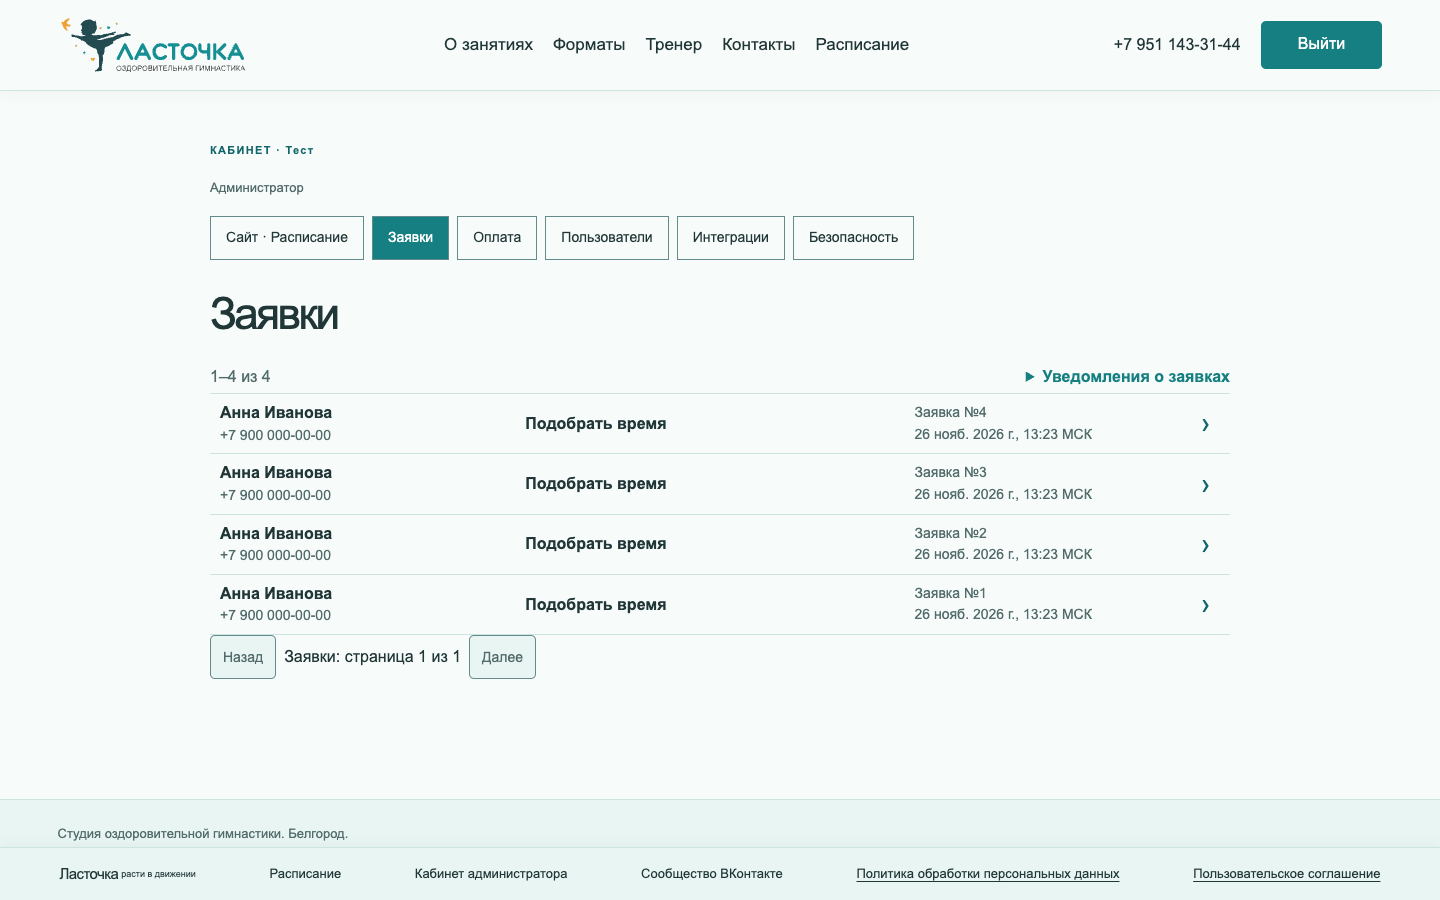 ЛАСТОЧКА
ОЗДОРОВИТЕЛЬНАЯ ГИМНАСТИКА
О занятиях Форматы Тренер Контакты Расписание
+7 951 143-31-44
Выйти
КАБИНЕТ · Тест
Администратор
Сайт · Расписание
Заявки
Оплата
Пользователи
Интеграции
Безопасность
Заявки
1–4 из 4
▶ Уведомления о заявках
Анна Иванова
+7 900 000-00-00
Подобрать время
Заявка №4
26 нояб. 2026 г., 13:23 МСК
❯
Анна Иванова
+7 900 000-00-00
Подобрать время
Заявка №3
26 нояб. 2026 г., 13:23 МСК
❯
Анна Иванова
+7 900 000-00-00
Подобрать время
Заявка №2
26 нояб. 2026 г., 13:23 МСК
❯
Анна Иванова
+7 900 000-00-00
Подобрать время
Заявка №1
26 нояб. 2026 г., 13:23 МСК
❯
Назад
Заявки: страница 1 из 1
Далее
Студия оздоровительной гимнастики. Белгород.
Ласточка расти в движении
Расписание
Кабинет администратора
Сообщество ВКонтакте
Политика обработки персональных данных
Пользовательское соглашение